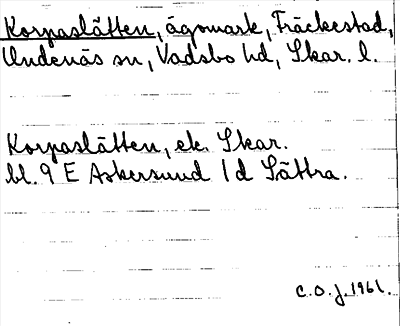 Korpaslätten, ägomark, Fräckestad,
Undenäs sn, Vadsbo hd, Skar. l.
Korpaslätten, ek. Skar.
bl. 9 E Askersund 1 d Sättra.
C.O.J. 1961.